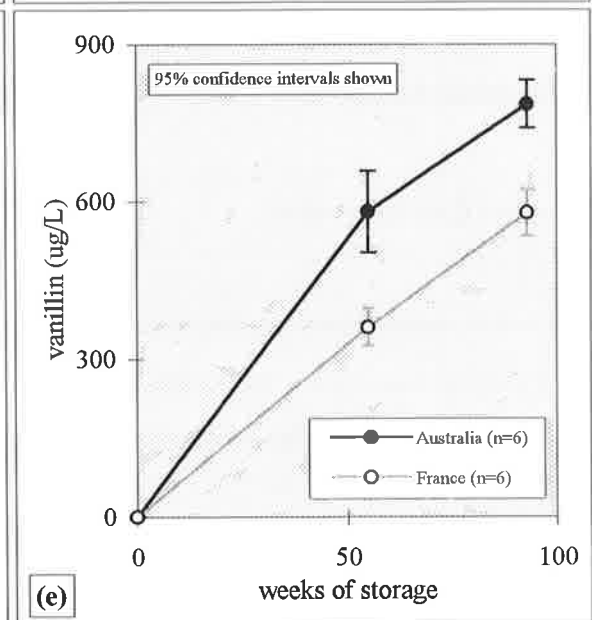 900
95% confidence intervals shown
600
vanillin (ug/L)
300
Australia (n=6)
France (n=6)
0
0
50
100
weeks of storage
(e)